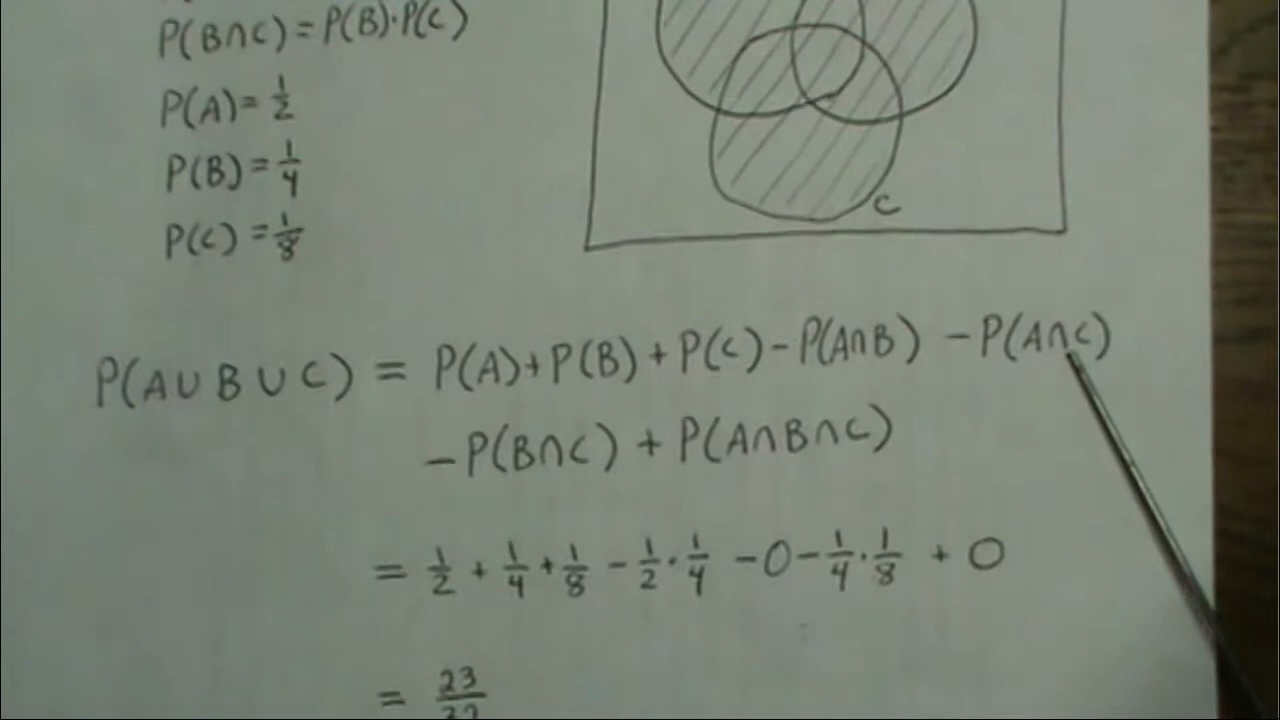 P(B∩C) = P(B)·P(C)
P(A) = 1/2
P(B) = 1/4
P(C) = 1/8
C
P(A∪B∪C) = P(A)+P(B)+P(C)-P(A∩B) -P(A∩C)
-P(B∩C) + P(A∩B∩C)
= 1/2 + 1/4 + 1/8 - 1/2·1/4 - 0 - 1/4·1/8 + 0
= 23/32